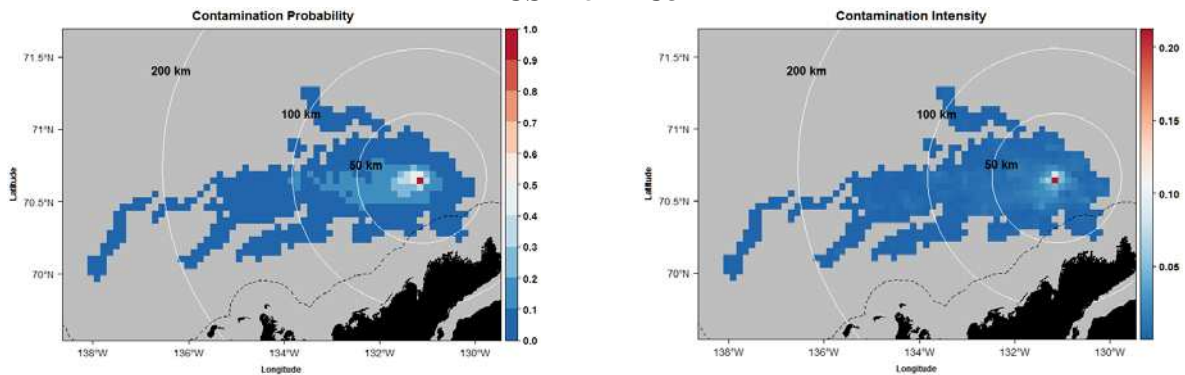 Contamination Probability
71.5°N
71°N
70.5°N
70°N
Latitude
200 km
100 km
50 km
138°W
136°W
134°W
132°W
130°W
Longitude
1.0
0.9
0.8
0.7
0.6
0.5
0.4
0.3
0.2
0.1
0.0
Contamination Intensity
71.5°N
71°N
70.5°N
70°N
Latitude
200 km
100 km
50 km
138°W
136°W
134°W
132°W
130°W
Longitude
0.20
0.15
0.10
0.05